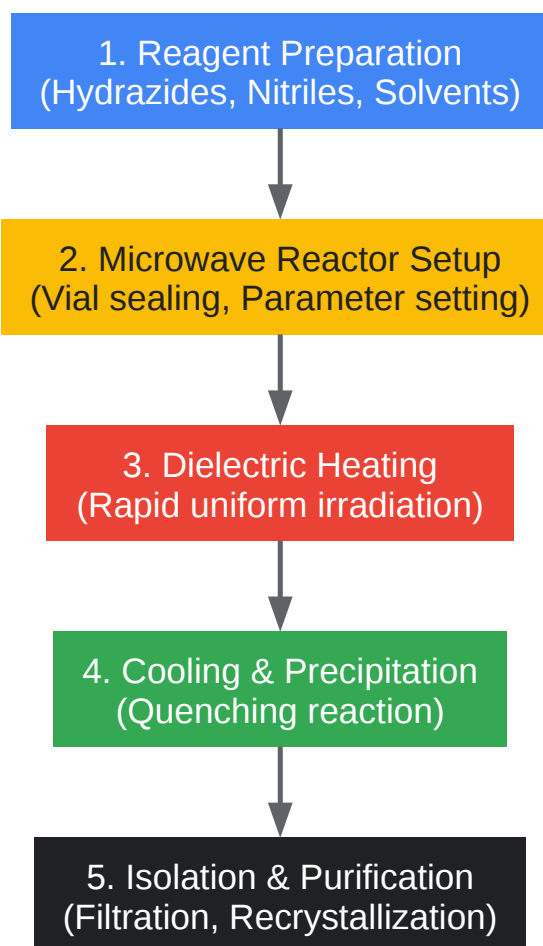 1. Reagent Preparation
(Hydrazides, Nitriles, Solvents)
2. Microwave Reactor Setup
(Vial sealing, Parameter setting)
3. Dielectric Heating
(Rapid uniform irradiation)
4. Cooling & Precipitation
(Quenching reaction)
5. Isolation & Purification
(Filtration, Recrystallization)